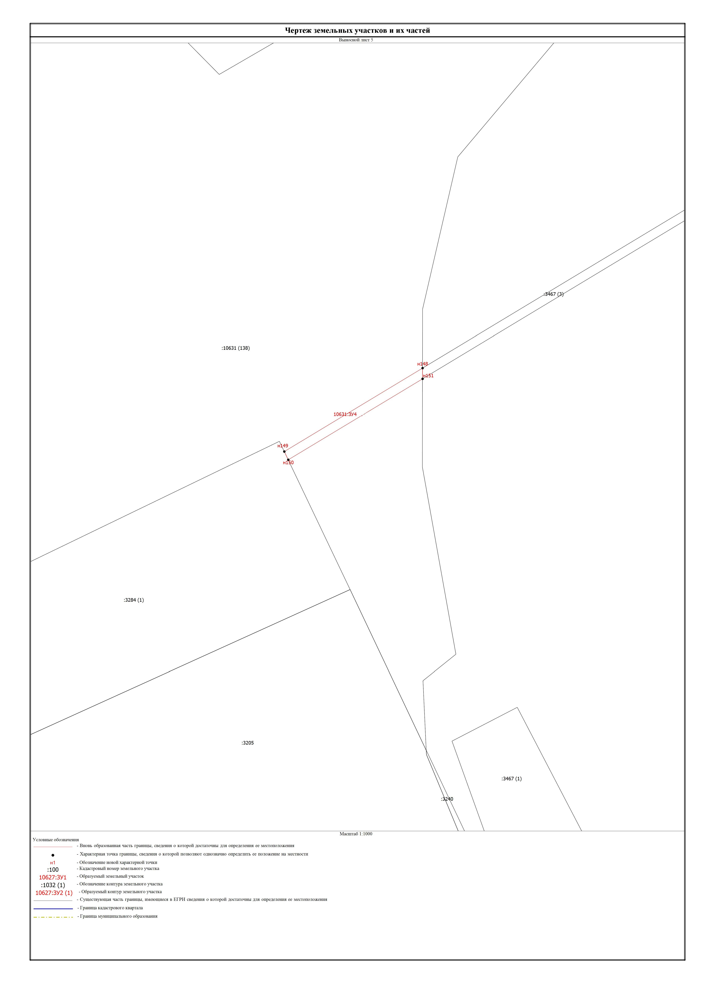 Чертеж земельных участков и их частей
Выносной лист 5
:3467 (3)
:10631 (138)
н148
н151
10631:ЗУ4
н149
н150
:3284 (1)
:3205
:3467 (1)
:3240
Масштаб 1:1000
Условные обозначения
- Вновь образованная часть границы, сведения о которой достаточны для определения ее местоположения
- Характерная точка границы, сведения о которой позволяют однозначно определить ее положение на местности
н1 - Обозначение новой характерной точки
:100 - Кадастровый номер земельного участка
10627:ЗУ1 - Образуемый земельный участок
:1032 (1) - Обозначение контура земельного участка
10627:ЗУ2 (1) - Образуемый контур земельного участка
- Существующая часть границы, имеющиеся в ЕГРН сведения о которой достаточны для определения ее местоположения
- Граница кадастрового квартала
- Граница муниципального образования